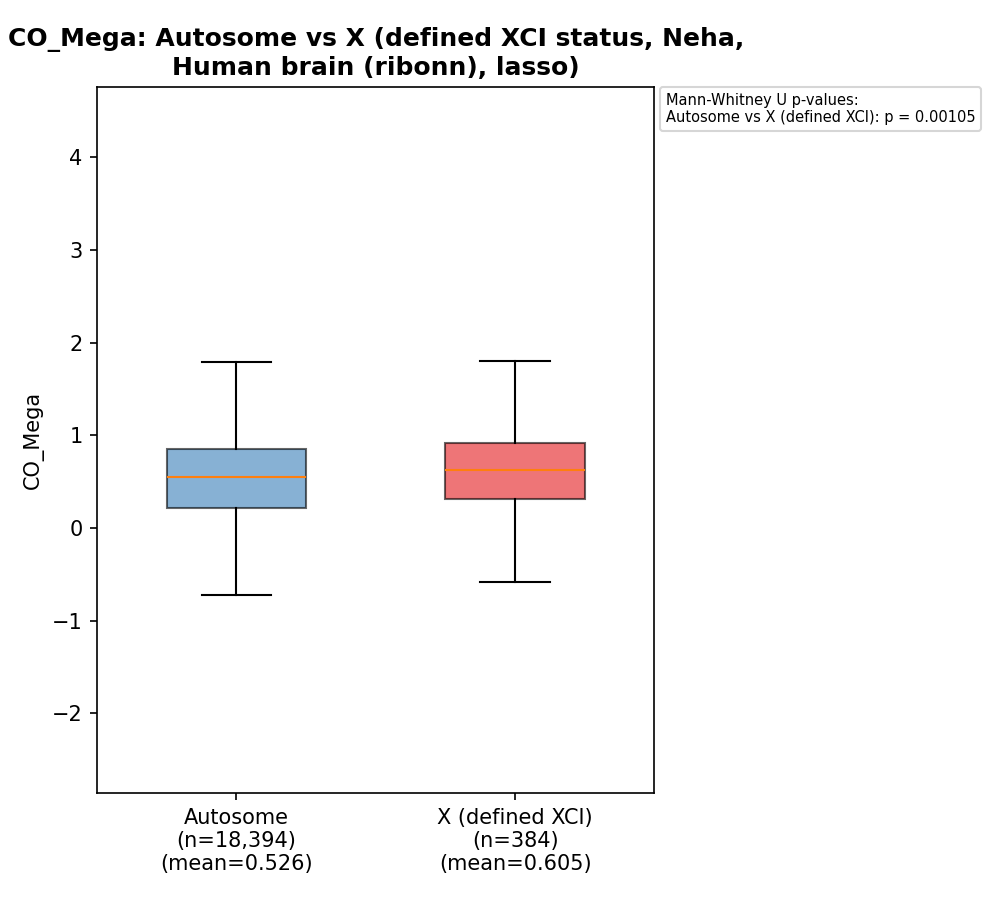 CO_Mega: Autosome vs X (defined XCI status, Neha,
Human brain (ribonn), lasso)
Mann-Whitney U p-values:
Autosome vs X (defined XCI): p = 0.00105
CO_Mega
4
3
2
1
0
−1
−2
Autosome
(n=18,394)
(mean=0.526)
X (defined XCI)
(n=384)
(mean=0.605)